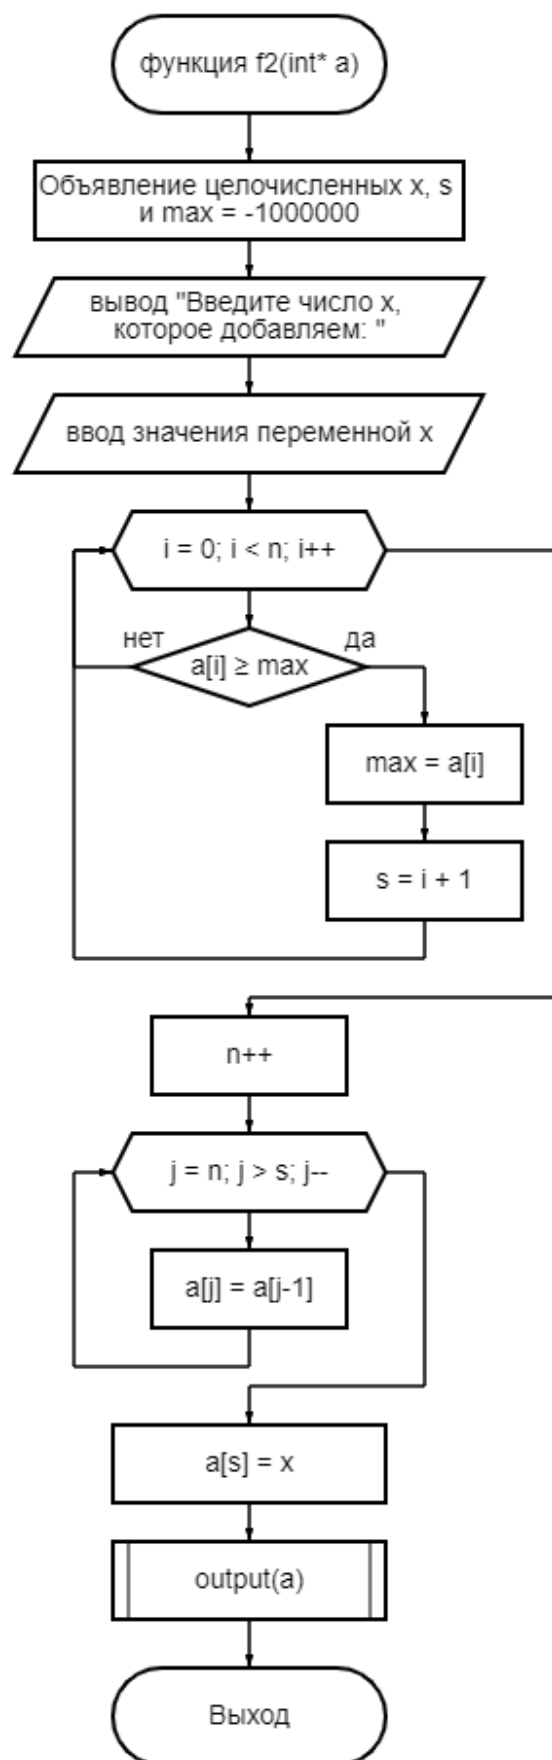 функция f2(int* a)
Объявление целочисленных x, s
и max = -1000000
вывод "Введите число x,
которое добавляем: "
ввод значения переменной x
i = 0; i < n; i++
нет
да
a[i] ≥ max
max = a[i]
s = i + 1
n++
j = n; j > s; j--
a[j] = a[j-1]
a[s] = x
output(a)
Выход